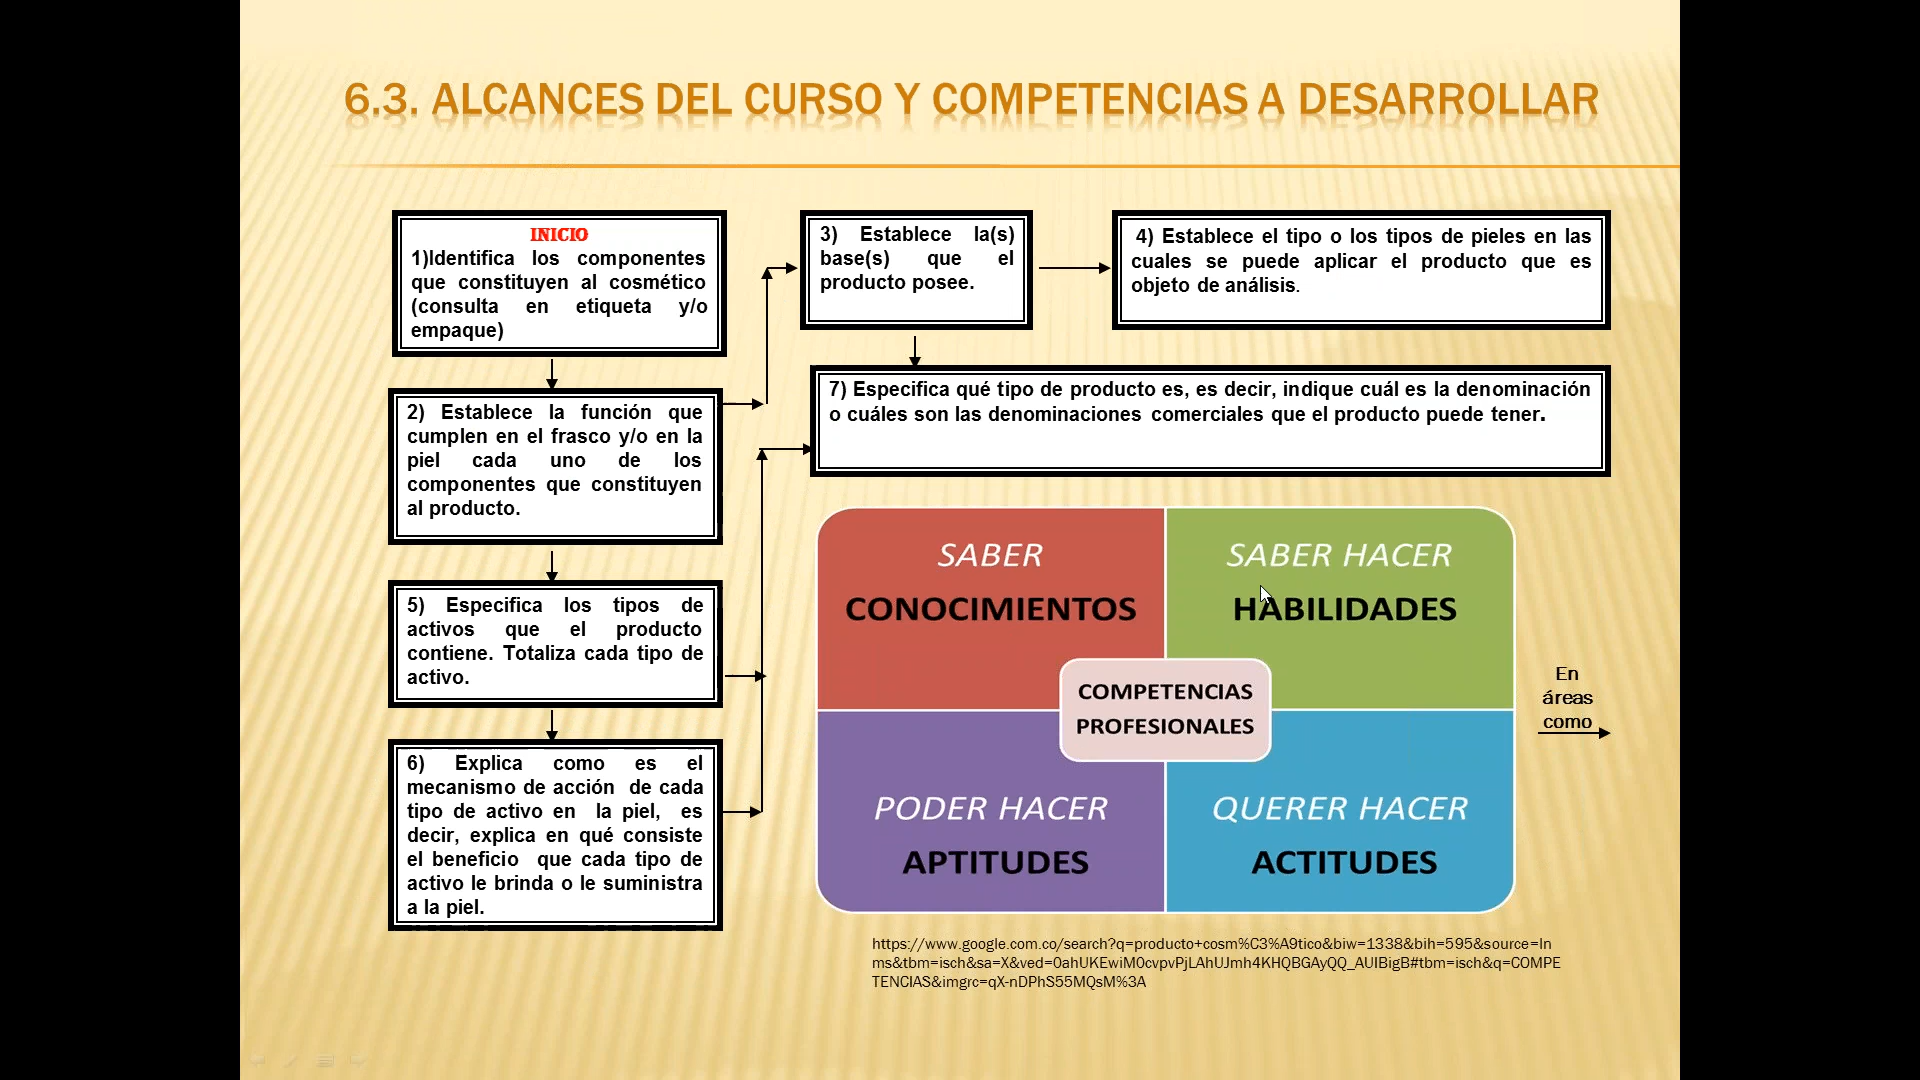 6.3. ALCANCES DEL CURSO Y COMPETENCIAS A DESARROLLAR
INICIO
1)Identifica los componentes
que constituyen al cosmético
(consulta en etiqueta y/o
empaque)
2) Establece la función que
cumplen en el frasco y/o en la
piel cada uno de los
componentes que constituyen
al producto.
3) Establece la(s)
base(s) que el
producto posee.
4) Establece el tipo o los tipos de pieles en las
cuales se puede aplicar el producto que es
objeto de análisis.
5) Especifica los tipos de
activos que el producto
contiene. Totaliza cada tipo de
activo.
6) Explica como es el
mecanismo de acción de cada
tipo de activo en la piel, es
decir, explica en qué consiste
el beneficio que cada tipo de
activo le brinda o le suministra
a la piel.
7) Especifica qué tipo de producto es, es decir, indique cuál es la denominación
o cuáles son las denominaciones comerciales que el producto puede tener.
SABER
CONOCIMIENTOS
SABER HACER
HABILIDADES
COMPETENCIAS
PROFESIONALES
PODER HACER
APTITUDES
QUERER HACER
ACTITUDES
En
áreas
como
https://www.google.com.co/search?q=producto+cosm%C3%A9tico&biw=1338&bih=595&source=ln
ms&tbm=isch&sa=X&ved=0ahUKEwiM0cvpvPjLAhUJmh4KHQBGAyQQ_AUIBigB#tbm=isch&q=COMPE
TENCIAS&imgrc=qX-nDPhS55MQsM%3A